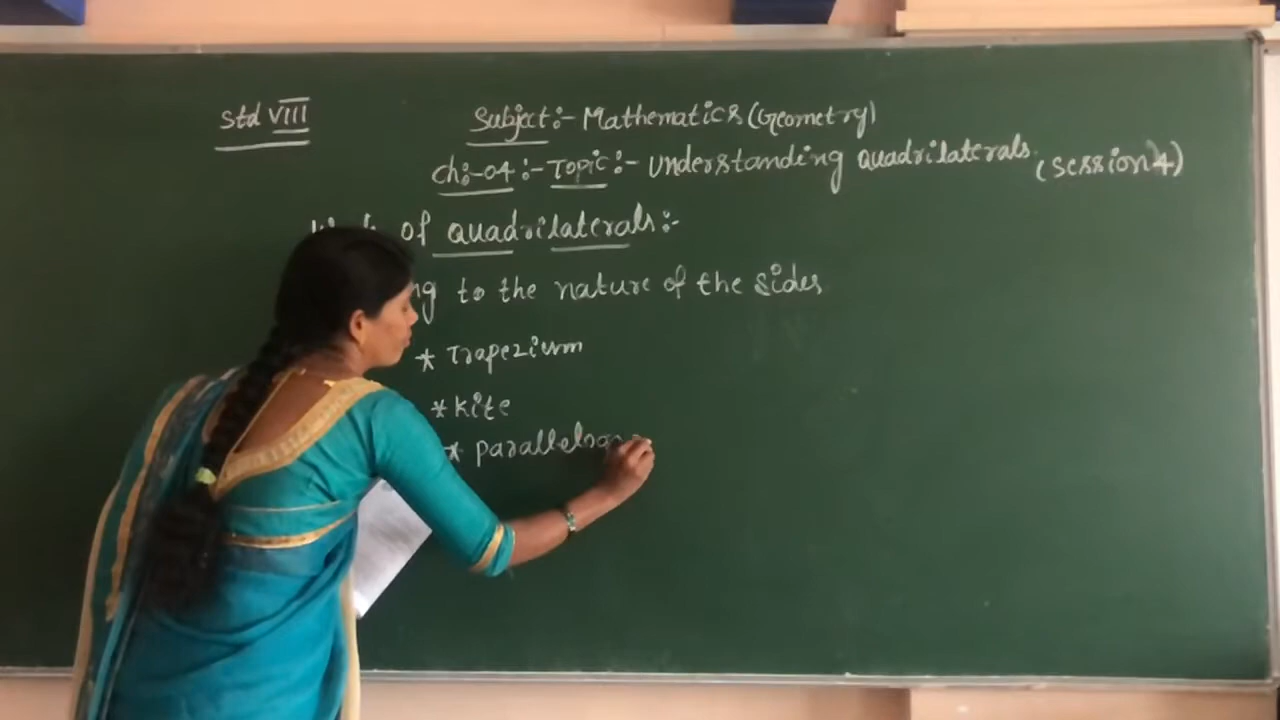 Std VIII
Subject:- Mathematics (Geometry)
Ch:-04:- Topic:- Understanding quadrilaterals. (Session 4)
of quadrilaterals:-
to the nature of the sides
* Trapezium
* Kite
* Parallelog